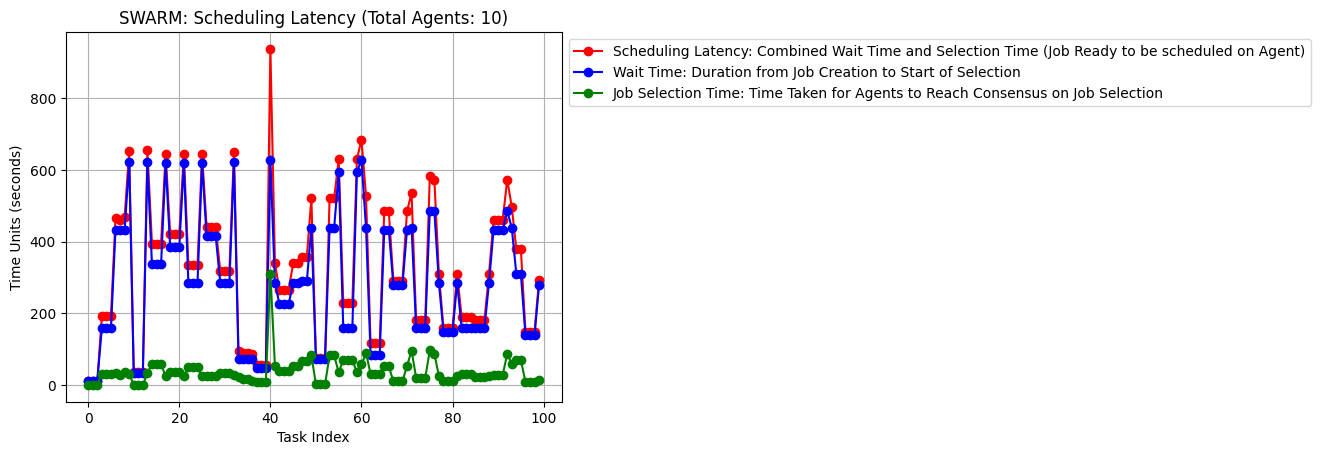 SWARM: Scheduling Latency (Total Agents: 10)
Scheduling Latency: Combined Wait Time and Selection Time (Job Ready to be scheduled on Agent)
Wait Time: Duration from Job Creation to Start of Selection
Job Selection Time: Time Taken for Agents to Reach Consensus on Job Selection
Time Units (seconds)
800
600
400
200
0
0 20 40 60 80 100
Task Index